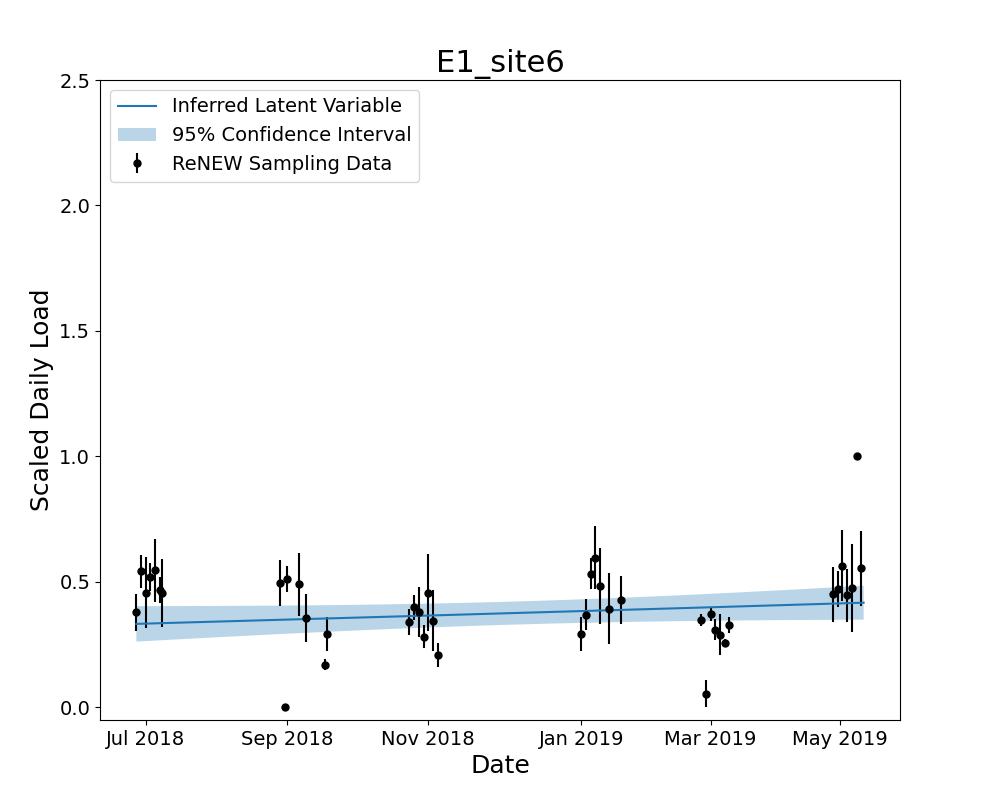 E1_site6
2.5
2.0
1.5
1.0
0.5
0.0
Scaled Daily Load
Inferred Latent Variable
95% Confidence Interval
ReNEW Sampling Data
Jul 2018
Sep 2018
Nov 2018
Jan 2019
Mar 2019
May 2019
Date